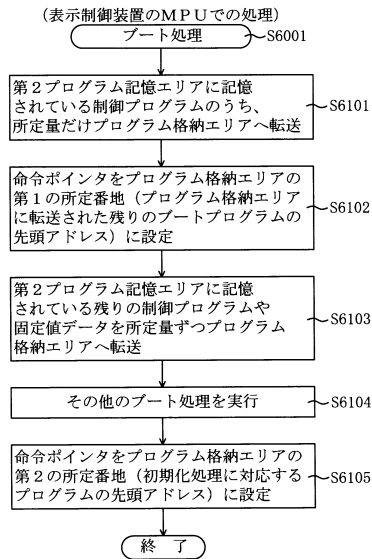 (表示制御装置のMPUでの処理)
ブート処理
S6001
第2プログラム記憶エリアに記憶
されている制御プログラムのうち、
所定量だけプログラム格納エリアへ転送
S6101
命令ポインタをプログラム格納エリアの
第1の所定番地(プログラム格納エリア
に転送された残りのブートプログラムの
先頭アドレス)に設定
S6102
第2プログラム記憶エリアに記憶
されている残りの制御プログラムや
固定値データを所定量ずつプログラム
格納エリアへ転送
S6103
その他のブート処理を実行
S6104
命令ポインタをプログラム格納エリアの
第2の所定番地(初期化処理に対応する
プログラムの先頭アドレス)に設定
S6105
終 了